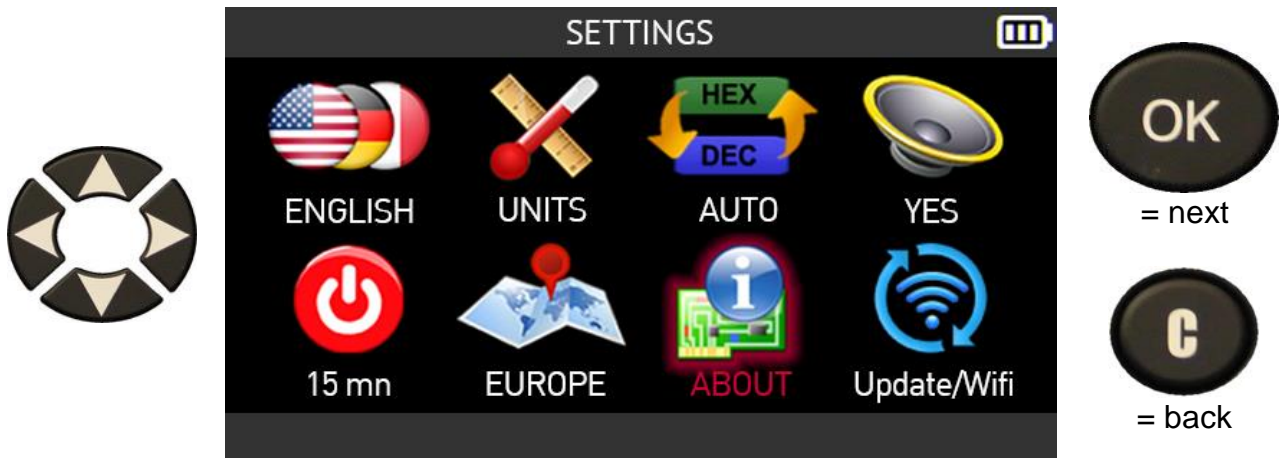 SETTINGS
HEX
DEC
ENGLISH
UNITS
AUTO
YES
i
15 mn
EUROPE
ABOUT
Update/Wifi
OK
= next
C
= back